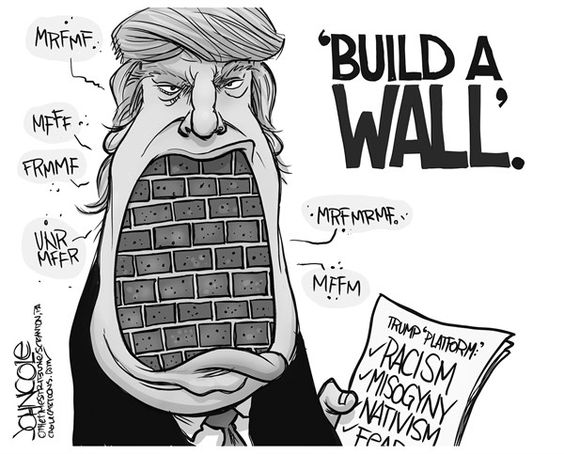 MRFMF.
MFFF
FRMMF
UNR
MFFR
'BUILD A
WALL'.
MRFMRMF.
MFFM
TRUMP 'PLATFORM:'
✓RACISM
✓MISOGYNY
✓NATIVISM
JOHN COLE